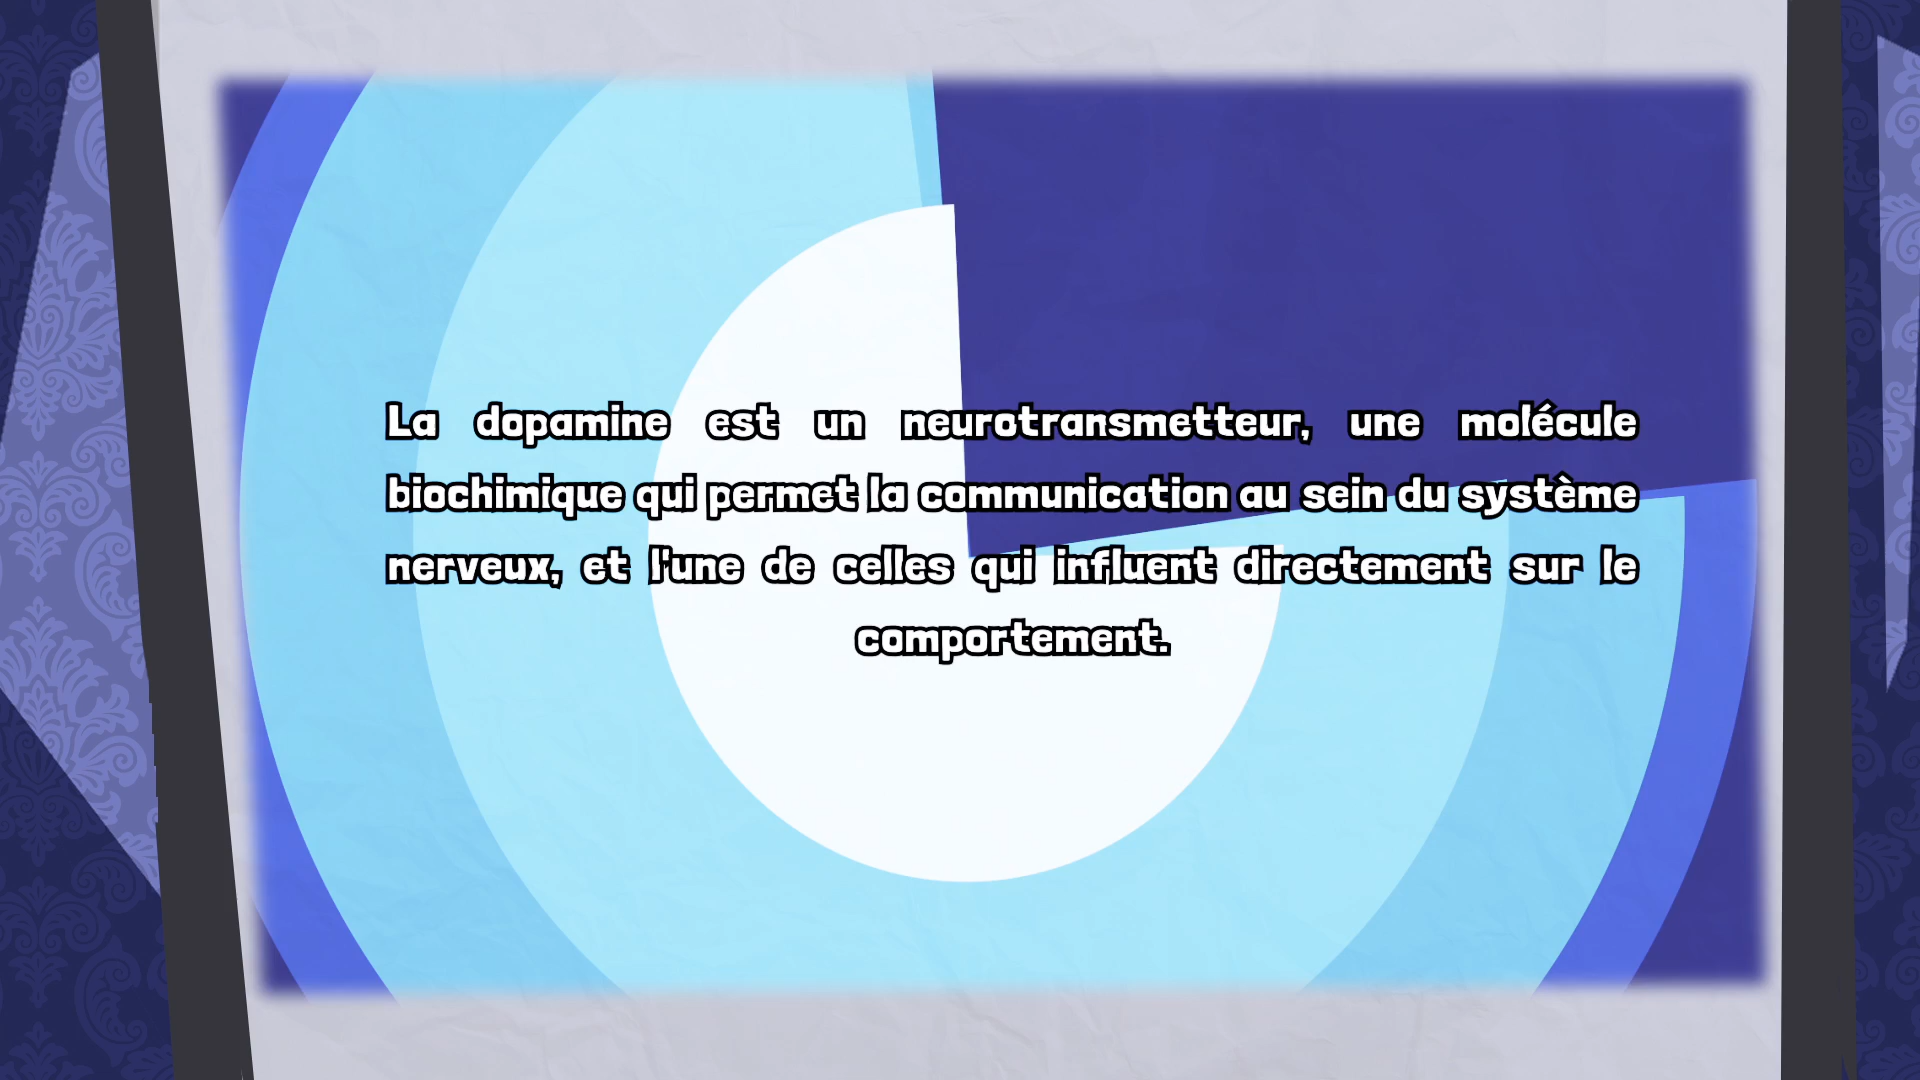 La dopamine est un neurotransmetteur, une molécule
biochimique qui permet la communication au sein du système
nerveux, et l'une de celles qui influent directement sur le
comportement.